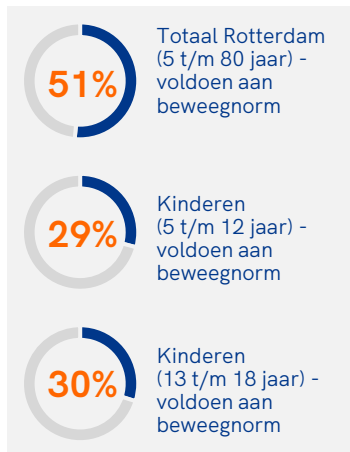 51%
Totaal Rotterdam
(5 t/m 80 jaar) -
voldoen aan
beweegnorm
29%
Kinderen
(5 t/m 12 jaar) -
voldoen aan
beweegnorm
30%
Kinderen
(13 t/m 18 jaar) -
voldoen aan
beweegnorm